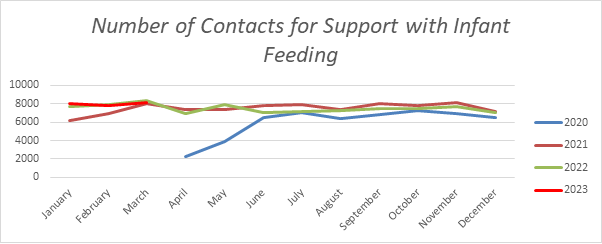 Number of Contacts for Support with Infant
Feeding
10000
8000
6000
4000
2000
0
January
February
March
April
May
June
July
August
September
October
November
December
2020
2021
2022
2023